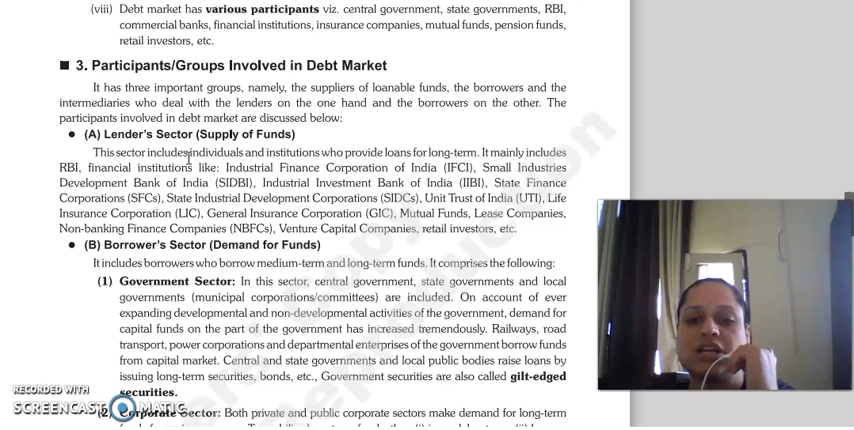 (viii) Debt market has various participants viz. central government, state governments, RBI,
commercial banks, financial institutions, insurance companies, mutual funds, pension funds,
retail investors, etc.
■ 3. Participants/Groups Involved in Debt Market
It has three important groups, namely, the suppliers of loanable funds, the borrowers and the
intermediaries who deal with the lenders on the one hand and the borrowers on the other. The
participants involved in debt market are discussed below:
● (A) Lender's Sector (Supply of Funds)
This sector includes individuals and institutions who provide loans for long-term. It mainly includes
RBI, financial institutions like: Industrial Finance Corporation of India (IFCI), Small Industries
Development Bank of India (SIDBI), Industrial Investment Bank of India (IIBI), State Finance
Corporations (SFCs), State Industrial Development Corporations (SIDCs), Unit Trust of India (UTI), Life
Insurance Corporation (LIC), General Insurance Corporation (GIC), Mutual Funds, Lease Companies,
Non-banking Finance Companies (NBFCs), Venture Capital Companies, retail investors, etc.
● (B) Borrower's Sector (Demand for Funds)
It includes borrowers who borrow medium-term and long-term funds. It comprises the following:
(1) Government Sector: In this sector, central government, state governments and local
governments (municipal corporations/committees) are included. On account of ever
expanding developmental and non-developmental activities of the government, demand for
capital funds on the part of the government has increased tremendously. Railways, road
transport, power corporations and departmental enterprises of the government borrow funds
from capital market. Central and state governments and local public bodies raise loans by
issuing long-term securities, bonds, etc., Government securities are also called gilt-edged
securities.
(2) Corporate Sector: Both private and public corporate sectors make demand for long-term
RECORDED WITH
SCREENCAST MATIC